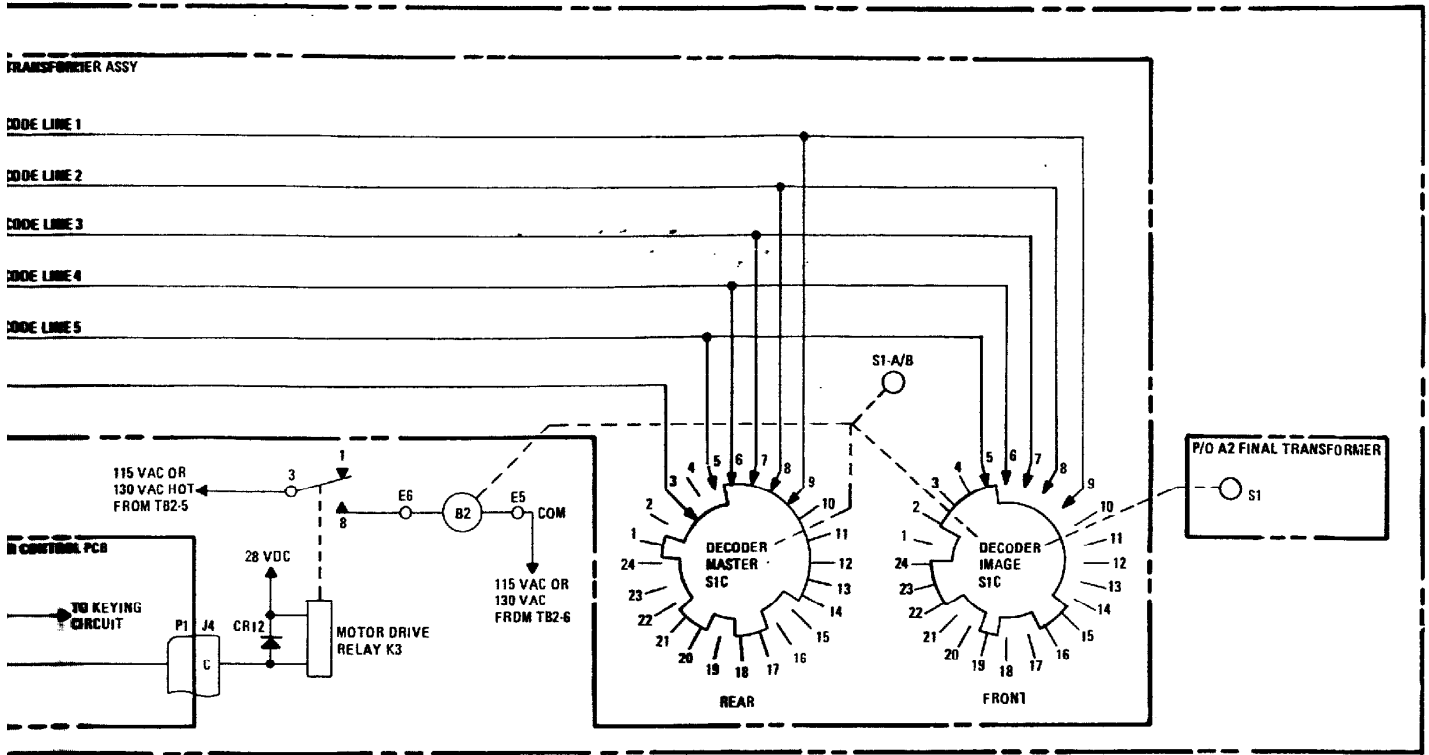 TRANSFORMER ASSY
CODE LINE 1
CODE LINE 2
CODE LINE 3
CODE LINE 4
CODE LINE 5
S1-A/B
P/O A2 FINAL TRANSFORMER
S1
115 VAC OR
130 VAC HOT
FROM TB2-5
3
1
8
E6
B2
E5
COM
115 VAC OR
130 VAC
FROM TB2-6
CONTROL PCB
TO KEYING
CIRCUIT
P1 J4
C
28 VDC
CR12
MOTOR DRIVE
RELAY K3
1
2
3
4
5
6
7
8
9
10
11
12
13
14
15
16
17
18
19
20
21
22
23
24
DECODER
MASTER
S1C
REAR
1
2
3
4
5
6
7
8
9
10
11
12
13
14
15
16
17
18
19
20
21
22
23
24
DECODER
IMAGE
S1C
FRONT